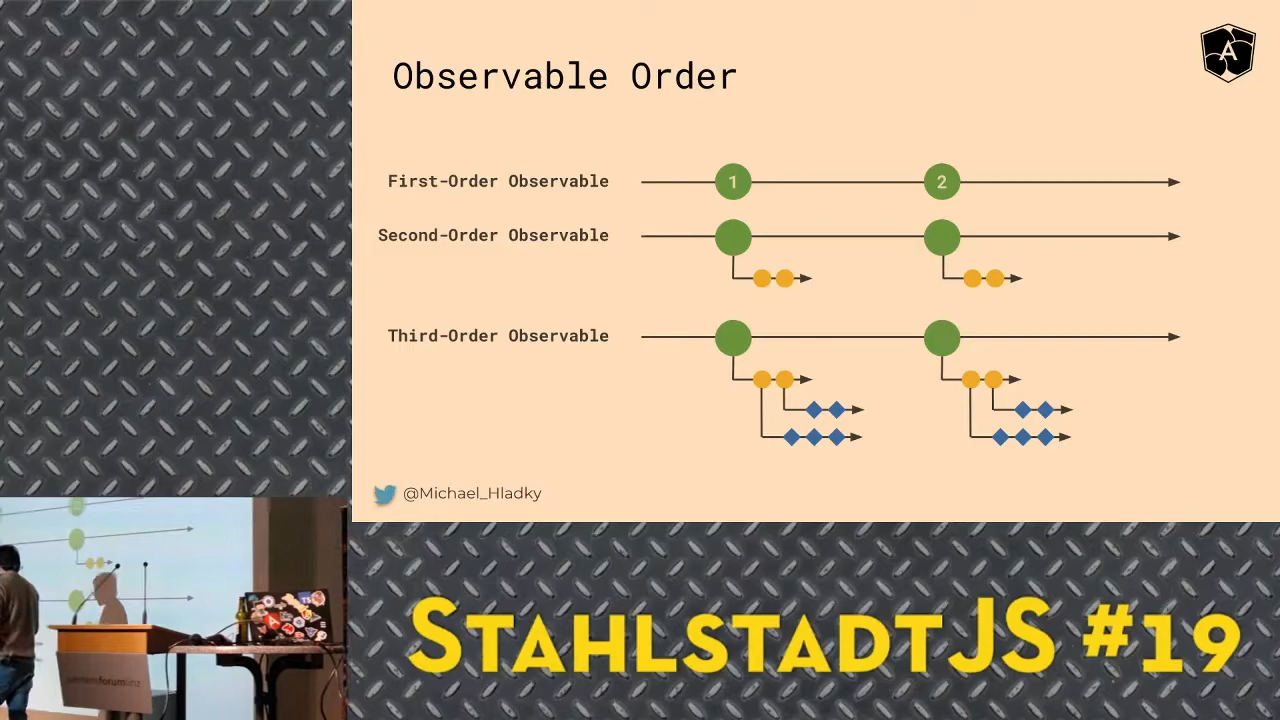 Observable Order
A
First-Order Observable
1
2
Second-Order Observable
Third-Order Observable
@Michael_Hladky
STAHLSTADTJS #19